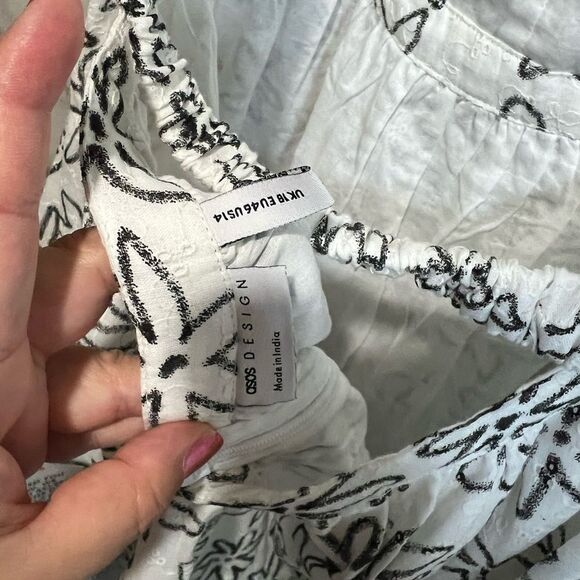 UK18 EU46 US14
asos DESIGN
Made in India